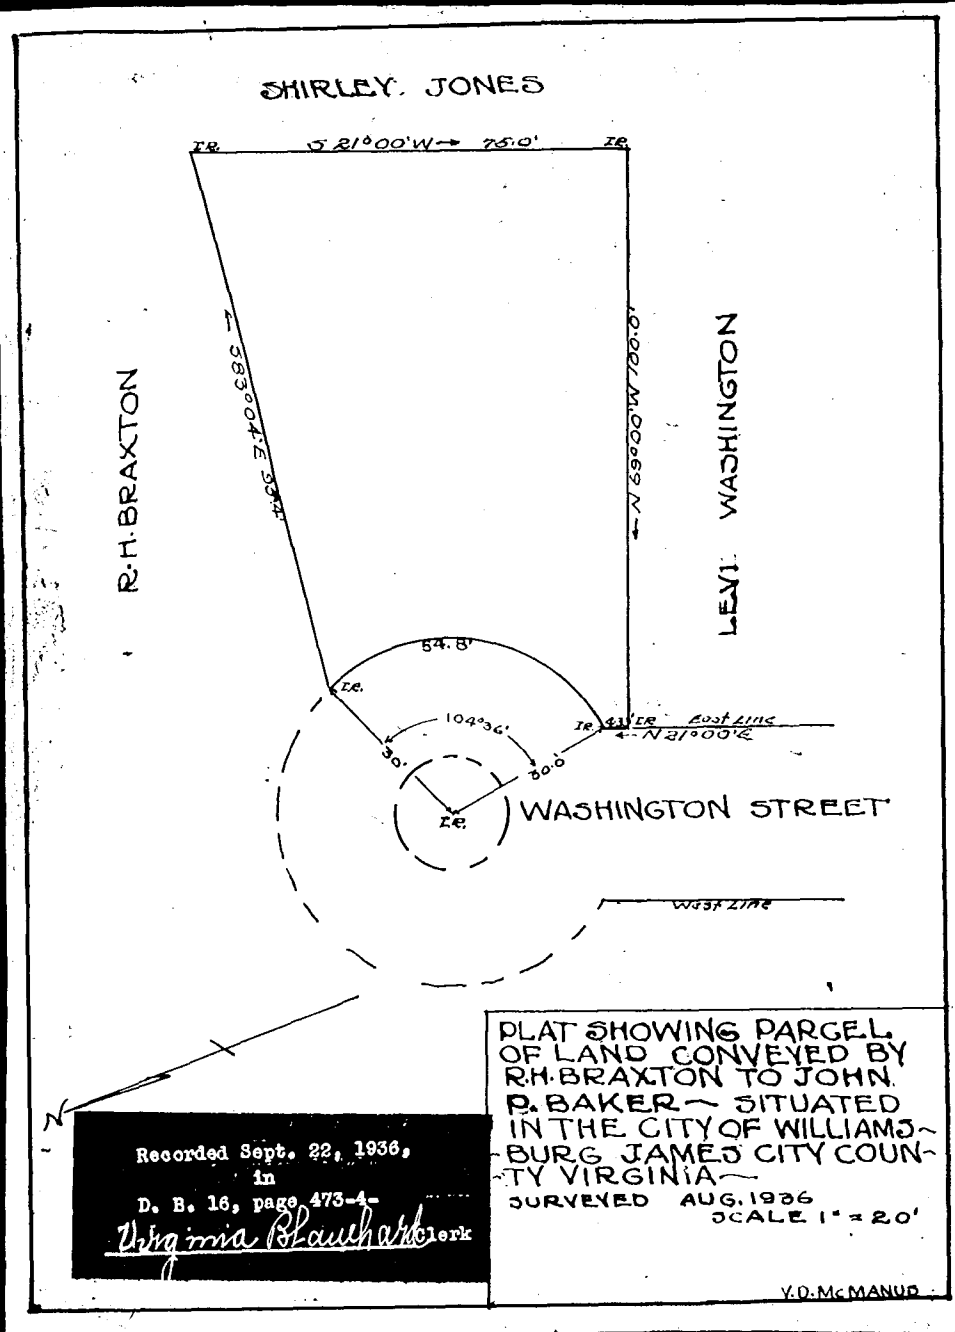 SHIRLEY JONES
I.R. S 21°00'W → 75.0' I.R.
← S83°04'E 93.4'
← N 69°00'W 100.0'
R.H. BRAXTON
LEVI WASHINGTON
54.8'
I.R.
104°36'
I.R. 4.3' I.R. East Line
← N 21°00'E
30.'
30.0
I.R.
WASHINGTON STREET
West Line
N
PLAT SHOWING PARCEL
OF LAND CONVEYED BY
R.H. BRAXTON TO JOHN
P. BAKER ~ SITUATED
IN THE CITY OF WILLIAMS~
~BURG JAMES CITY COUN~
~TY VIRGINIA ~
SURVEYED AUG. 1936
SCALE 1" = 20'
Y.D. McMANUS
Recorded Sept. 22, 1936,
in
D. B. 16, page 473-4-
Virginia Clerk